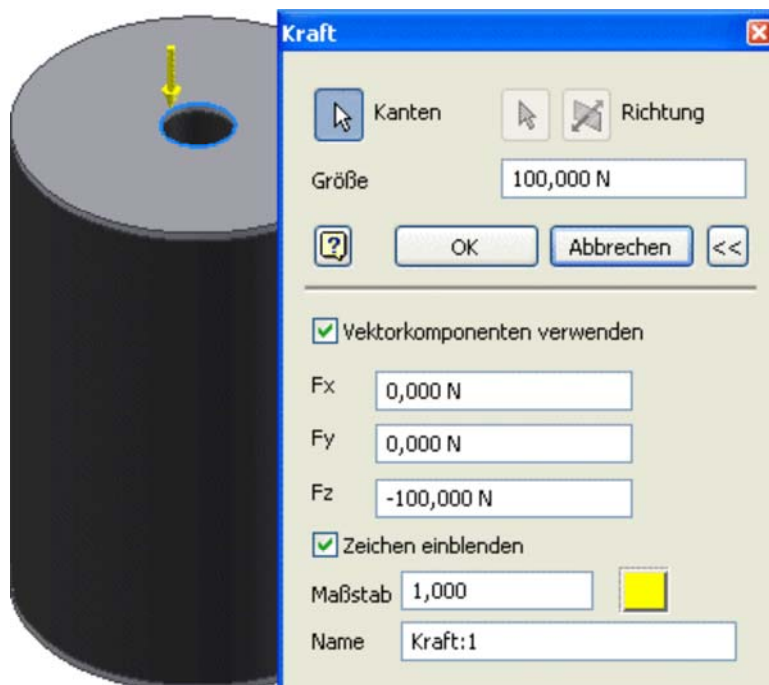 Kraft
Kanten
Richtung
Größe
100,000 N
?
OK
Abbrechen
<<
Vektorkomponenten verwenden
Fx
0,000 N
Fy
0,000 N
Fz
-100,000 N
Zeichen einblenden
Maßstab
1,000
Name
Kraft:1